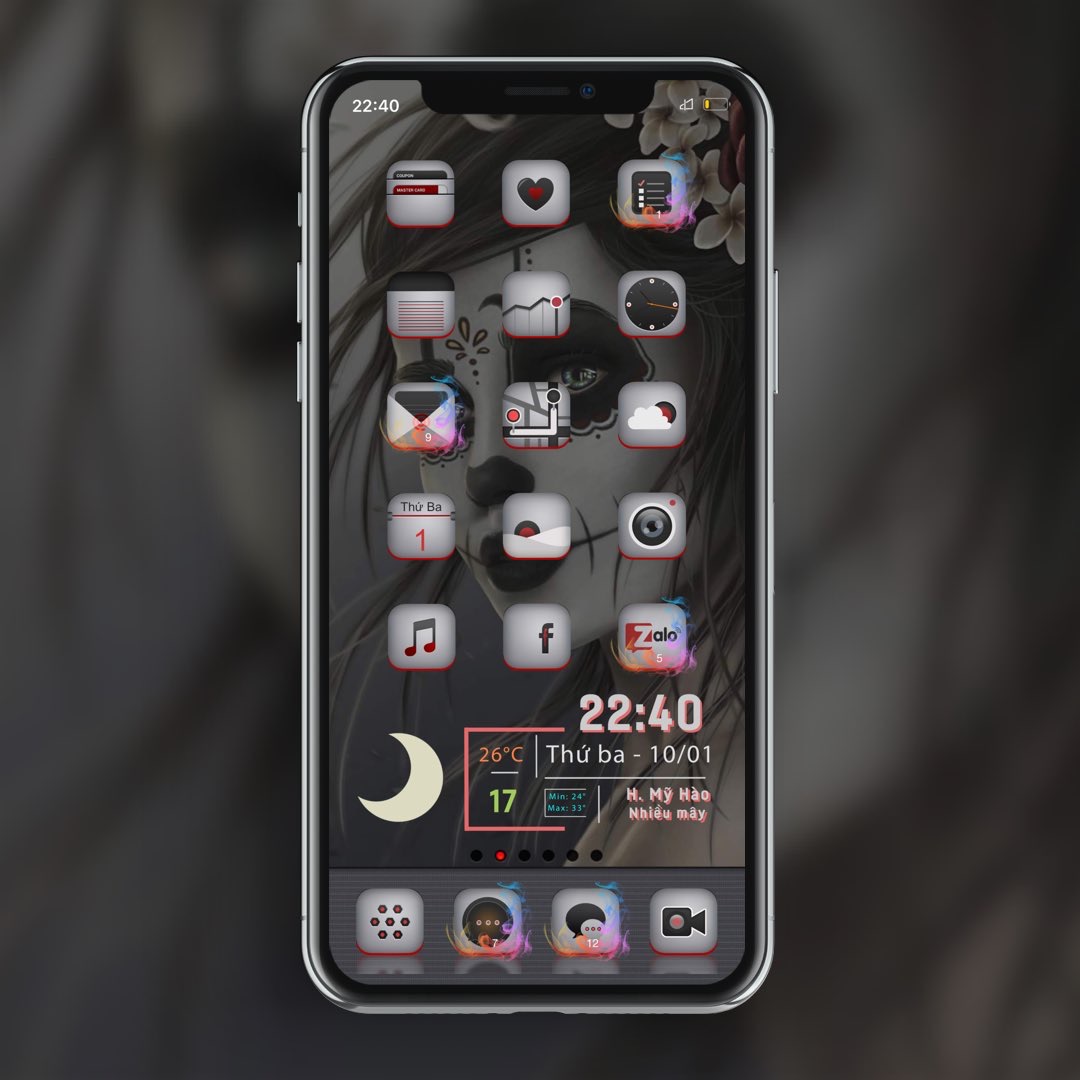 22:40
COUPON
MASTER CARD
1
9
Thứ Ba
1
f
Zalo
5
22:40
26°C
Thứ ba - 10/01
17
Min: 24°
Max: 33°
H. Mỹ Hào
Nhiều mây
7
12